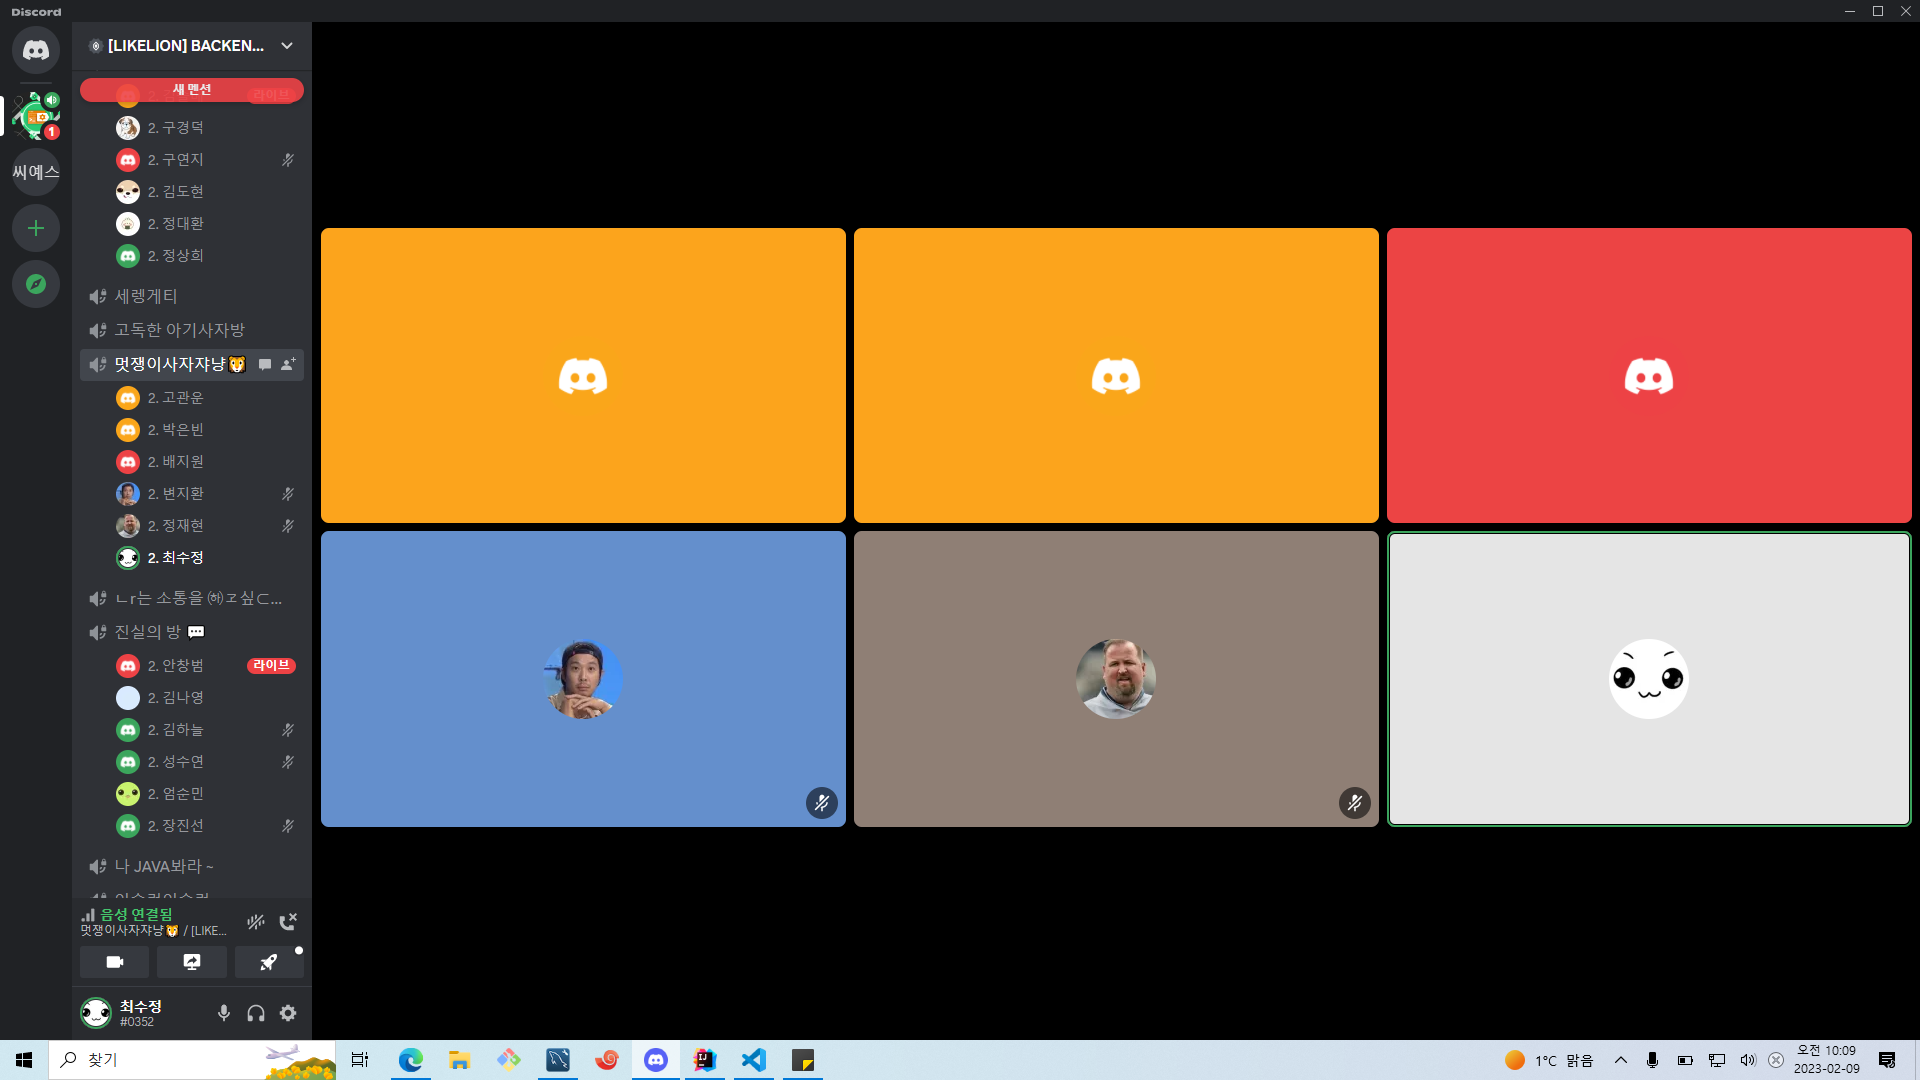 Discord
[LIKELION] BACKEN...
새 멘션
라이브
2. 구경덕
2. 구연지
2. 김도현
2. 정대환
2. 정상희
1
씨예스
세렝게티
고독한 아기사자방
멋쟁이사자쟈냥🦁
2. 고관운
2. 박은빈
2. 배지원
2. 변지환
2. 정재현
2. 최수정
ㄴr는 소통을 ㈻ㄹ싶ㄷ...
진실의 방 💬
2. 안창범 라이브
2. 김나영
2. 김하늘
2. 성수연
2. 엄순민
2. 장진선
나 JAVA봐라 ~
음성 연결됨
멋쟁이사자쟈냥🦁 / [LIKE...
최수정
#0352
찾기
1°C 맑음
오전 10:09
2023-02-09